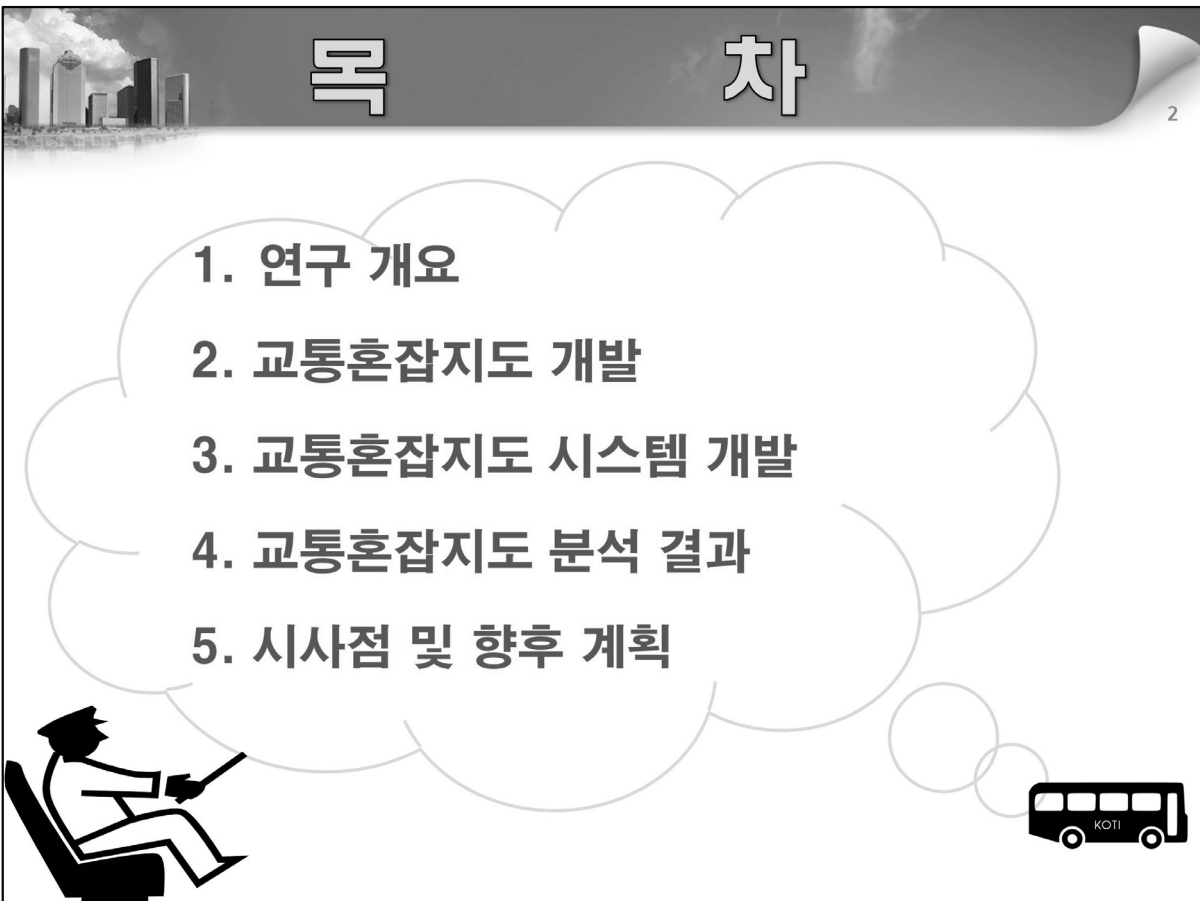 목 차
2
1. 연구 개요
2. 교통혼잡지도 개발
3. 교통혼잡지도 시스템 개발
4. 교통혼잡지도 분석 결과
5. 시사점 및 향후 계획
KOTI